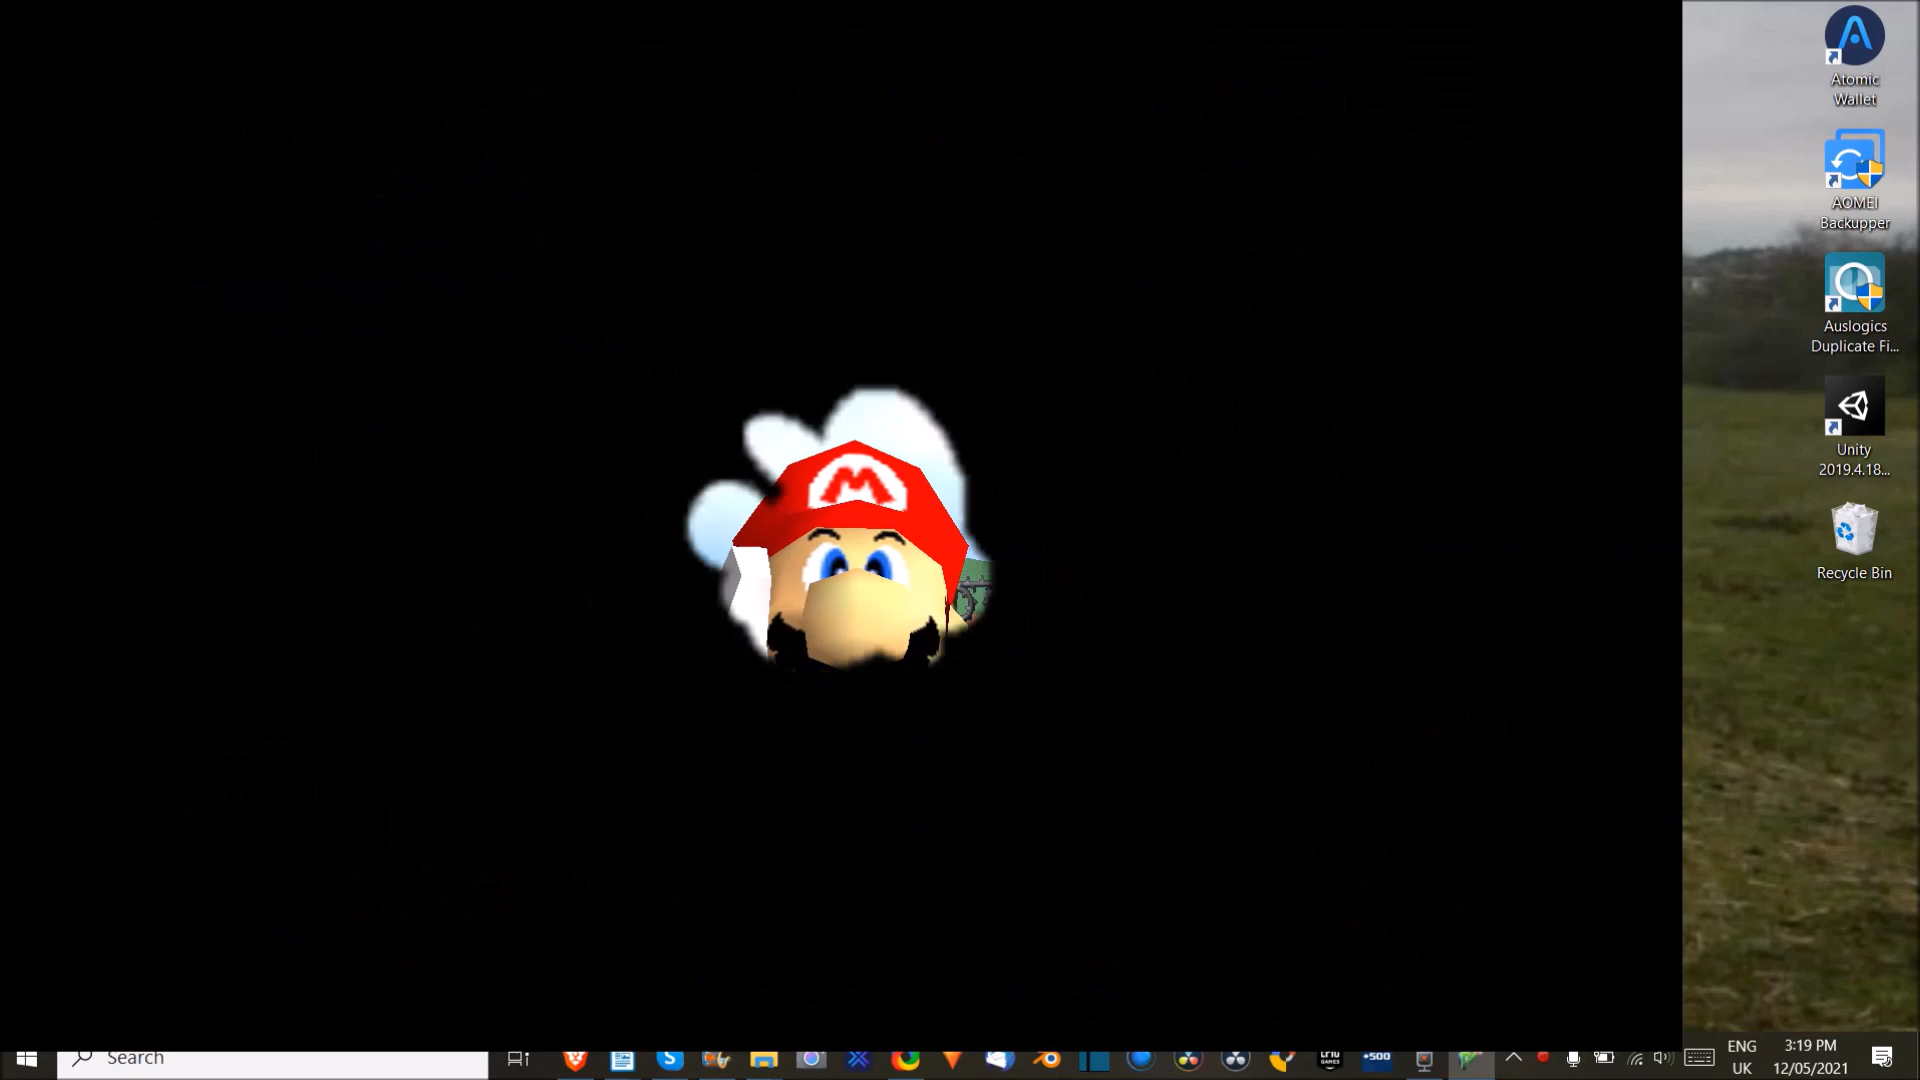 M
Atomic
Wallet
AOMEI
Backupper
Auslogics
Duplicate Fi...
Unity
2019.4.18...
Recycle Bin
Search
+500
ENG
UK
3:19 PM
12/05/2021